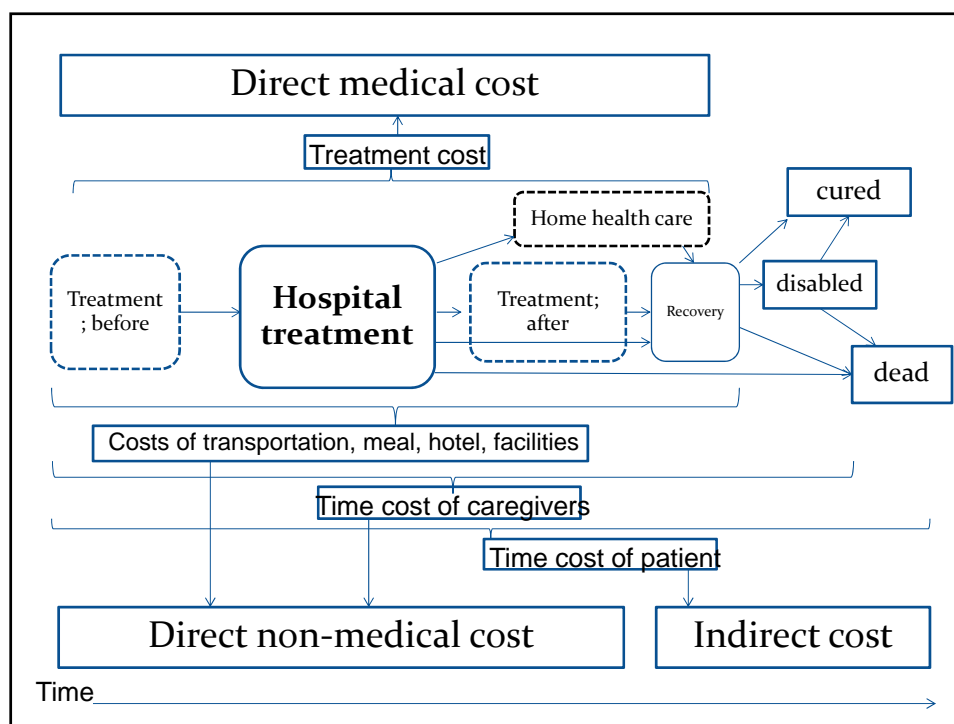 Direct medical cost
Treatment cost
cured
Home health care
disabled
Treatment
; before
Hospital
treatment
Treatment;
after
Recovery
dead
Costs of transportation, meal, hotel, facilities
Time cost of caregivers
Time cost of patient
Direct non-medical cost
Indirect cost
Time